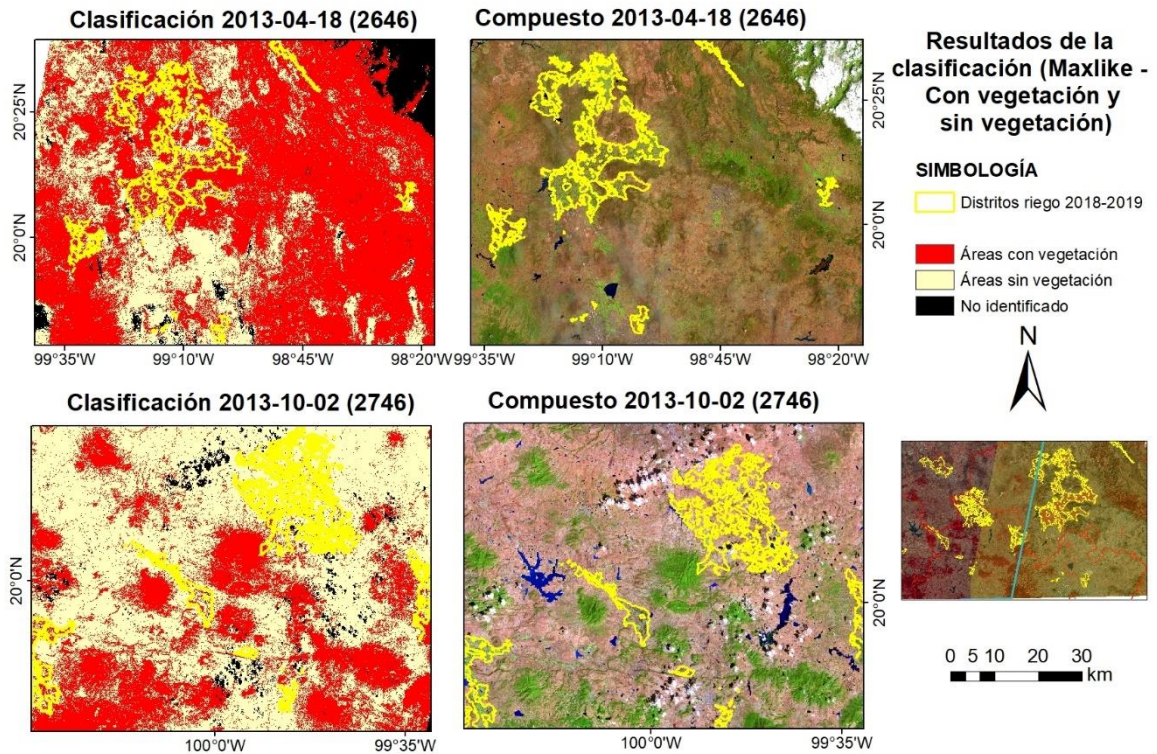 Clasificación 2013-04-18 (2646)
Compuesto 2013-04-18 (2646)
20°25'N
20°0'N
99°35'W
99°10'W
98°45'W
98°20'W
20°25'N
20°0'N
99°35'W
99°10'W
98°45'W
98°20'W
Clasificación 2013-10-02 (2746)
Compuesto 2013-10-02 (2746)
20°0'N
100°0'W
99°35'W
20°0'N
100°0'W
99°35'W
Resultados de la
clasificación (Maxlike -
Con vegetación y
sin vegetación)
SIMBOLOGÍA
Distritos riego 2018-2019
Áreas con vegetación
Áreas sin vegetación
No identificado
N
0 5 10 20 30
km